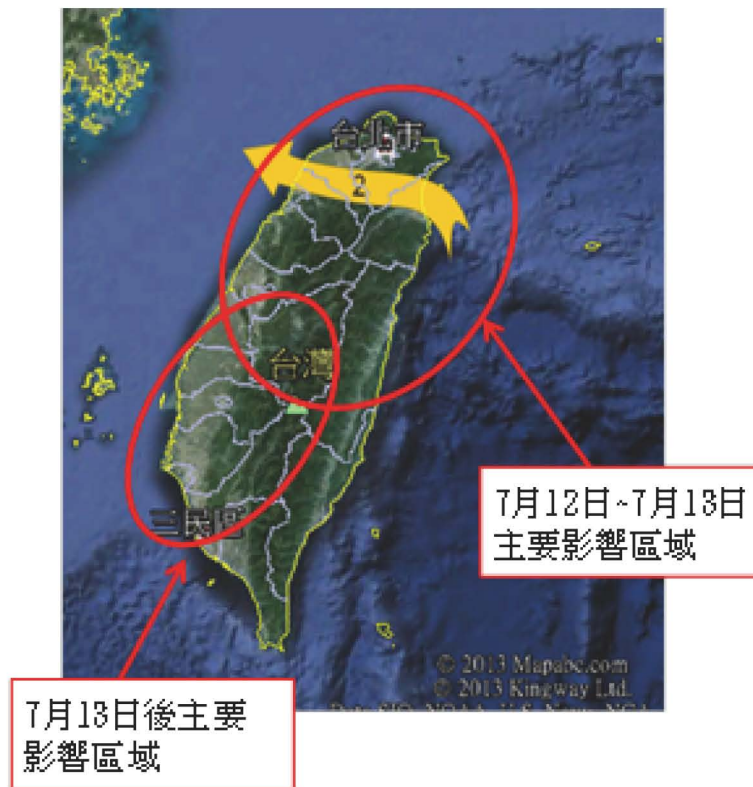 台北市
2
台灣
三民區
7月12日~7月13日
主要影響區域
© 2013 Mapabc.com
© 2013 Kingway Ltd.
7月13日後主要
影響區域